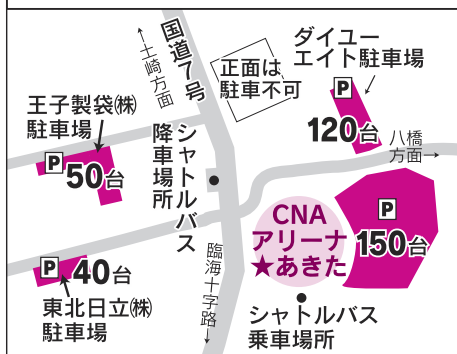 国道7号
←土崎方面
正面は
駐車不可
ダイユー
エイト駐車場
P
120台
八橋
方面→
王子製袋㈱
駐車場
P
50台
シャトルバス
降車場所
CNA
アリーナ
★あきた
P
150台
P
40台
東北日立㈱
駐車場
臨海十字路→
シャトルバス
乗車場所